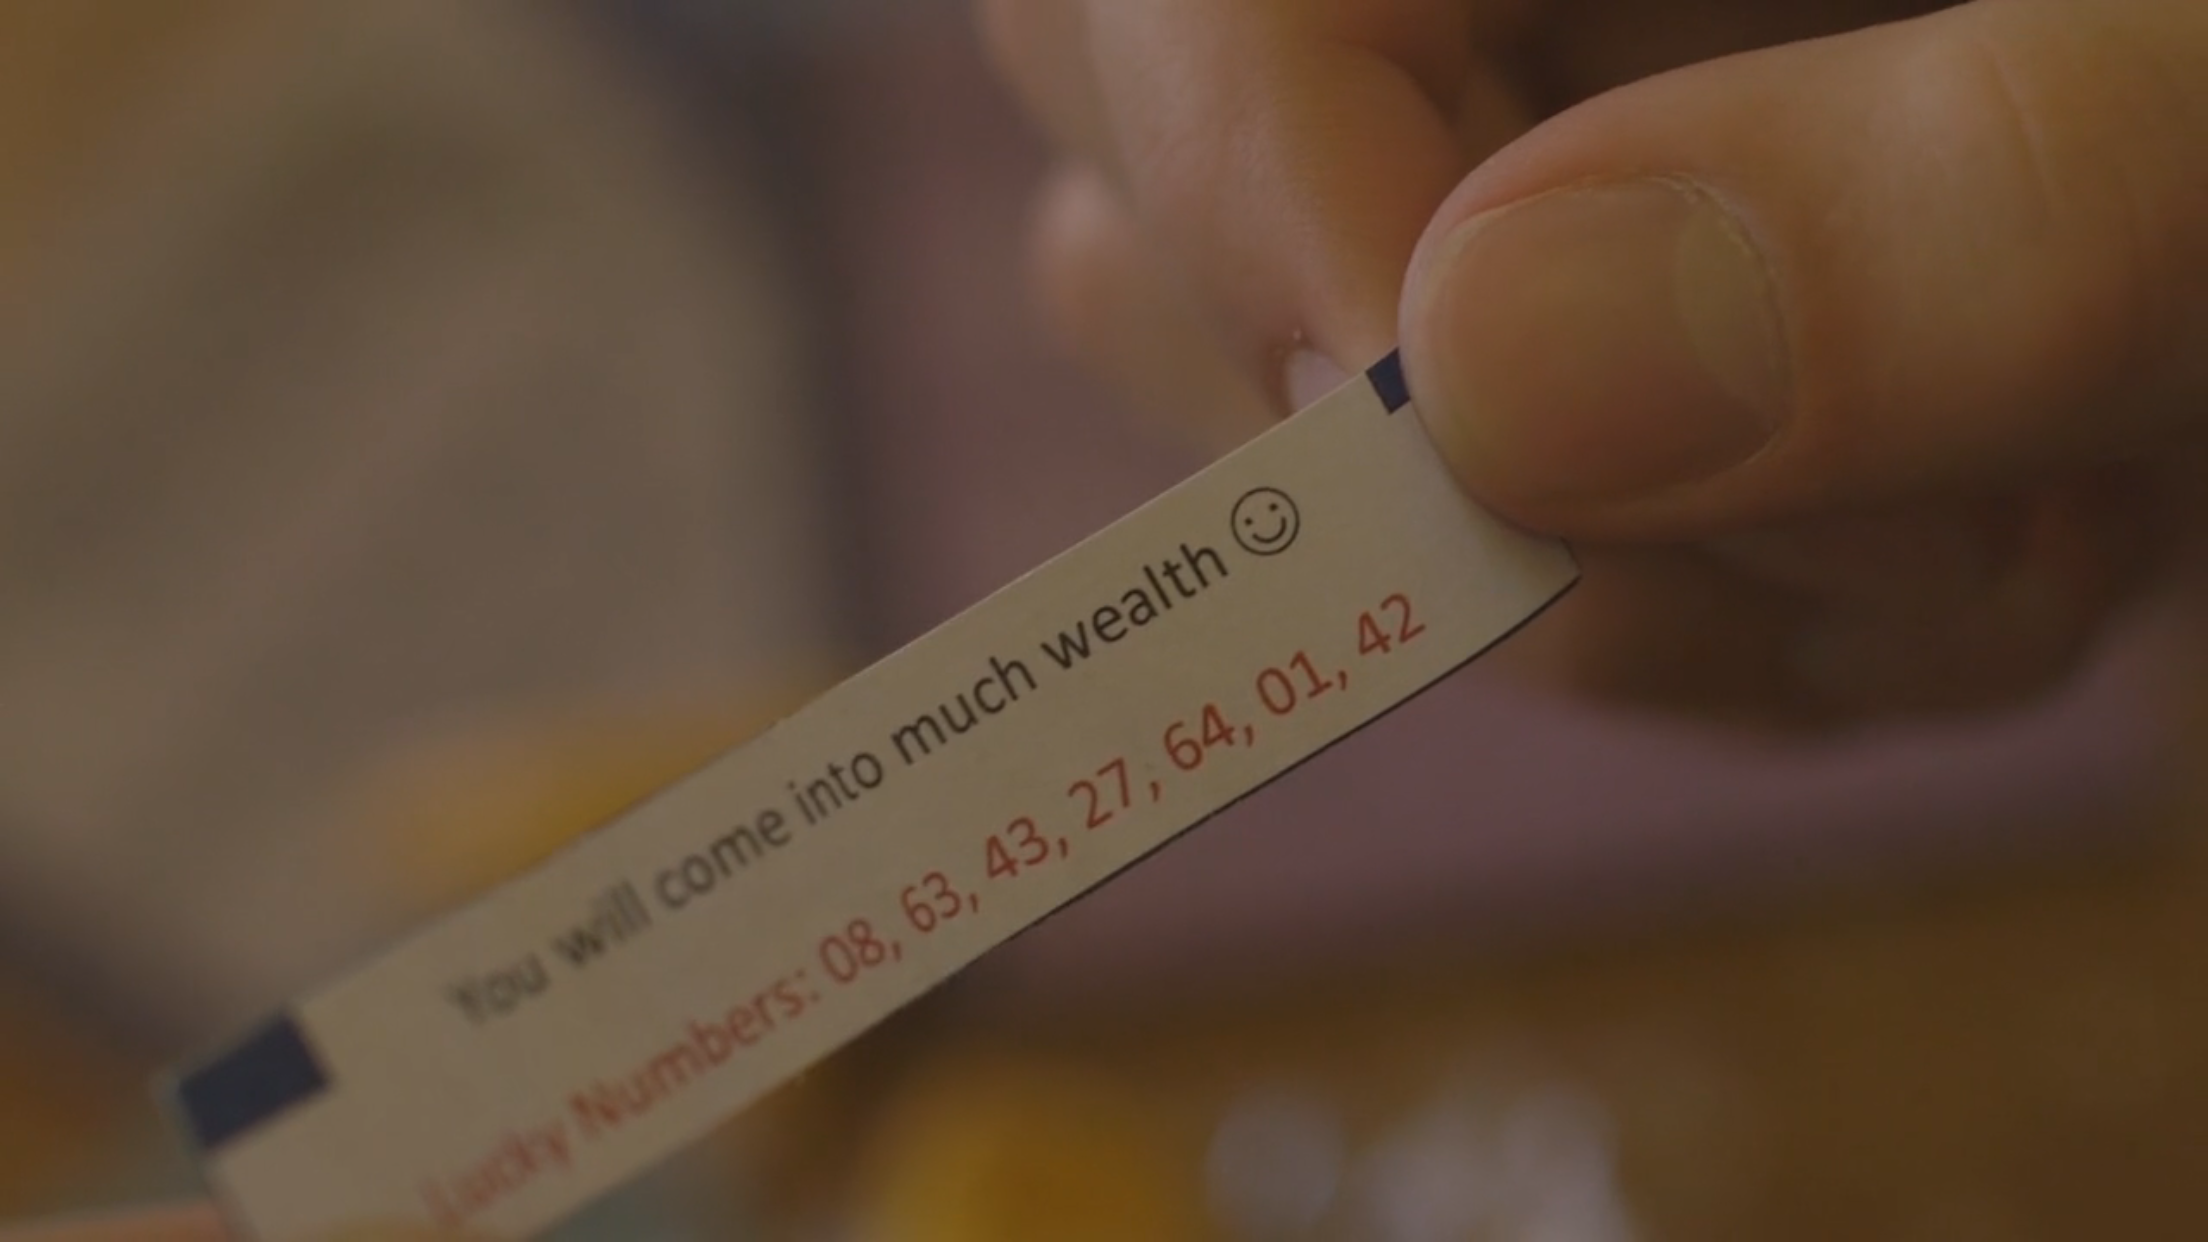 You will come into much wealth ☺
Lucky Numbers: 08, 63, 43, 27, 64, 01, 42